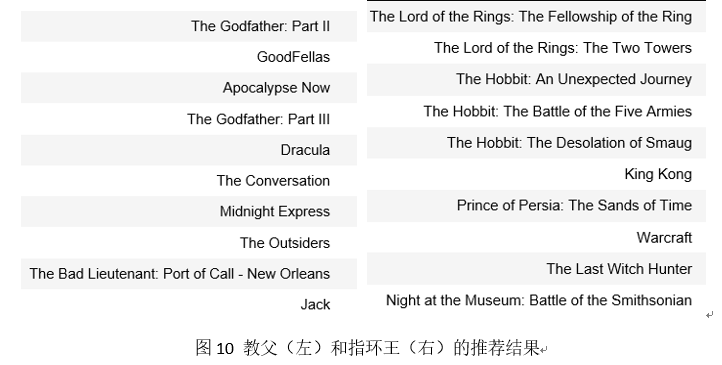 The Godfather: Part II
GoodFellas
Apocalypse Now
The Godfather: Part III
Dracula
The Conversation
Midnight Express
The Outsiders
The Bad Lieutenant: Port of Call - New Orleans
Jack
The Lord of the Rings: The Fellowship of the Ring
The Lord of the Rings: The Two Towers
The Hobbit: An Unexpected Journey
The Hobbit: The Battle of the Five Armies
The Hobbit: The Desolation of Smaug
King Kong
Prince of Persia: The Sands of Time
Warcraft
The Last Witch Hunter
Night at the Museum: Battle of the Smithsonian
图 10 教父（左）和指环王（右）的推荐结果